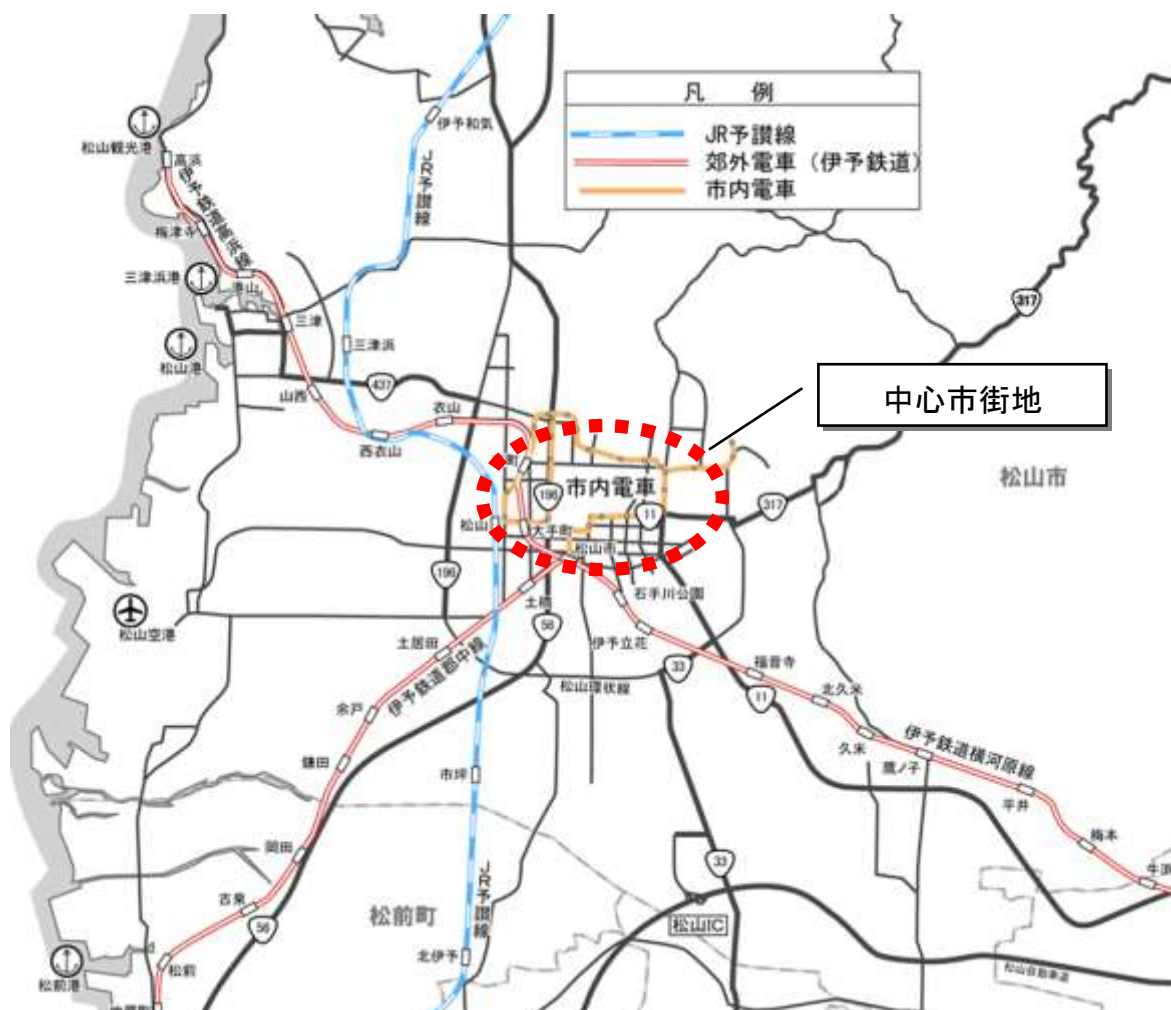 凡 例
JR予讃線
郊外電車（伊予鉄道）
市内電車
伊予和気
JR予讃線
松山観光港
高浜
伊予鉄道高浜線
梅津寺
三津浜港
港山
三津
松山港
三津浜
山西
437
衣山
西衣山
317
中心市街地
松山市
町
市内電車
196
11
317
松山
大手町
松山市
196
土橋
石手川公園
松山空港
56
伊予立花
土居田
伊予鉄道郡中線
松山環状線
33
福音寺
11
北久米
余戸
久米
鷹ノ子
伊予鉄道横河原線
鎌田
市坪
平井
梅本
岡田
33
牛渕
古泉
JR予讃線
松前町
56
松山IC
北伊予
松前
松前港
松山自動車道